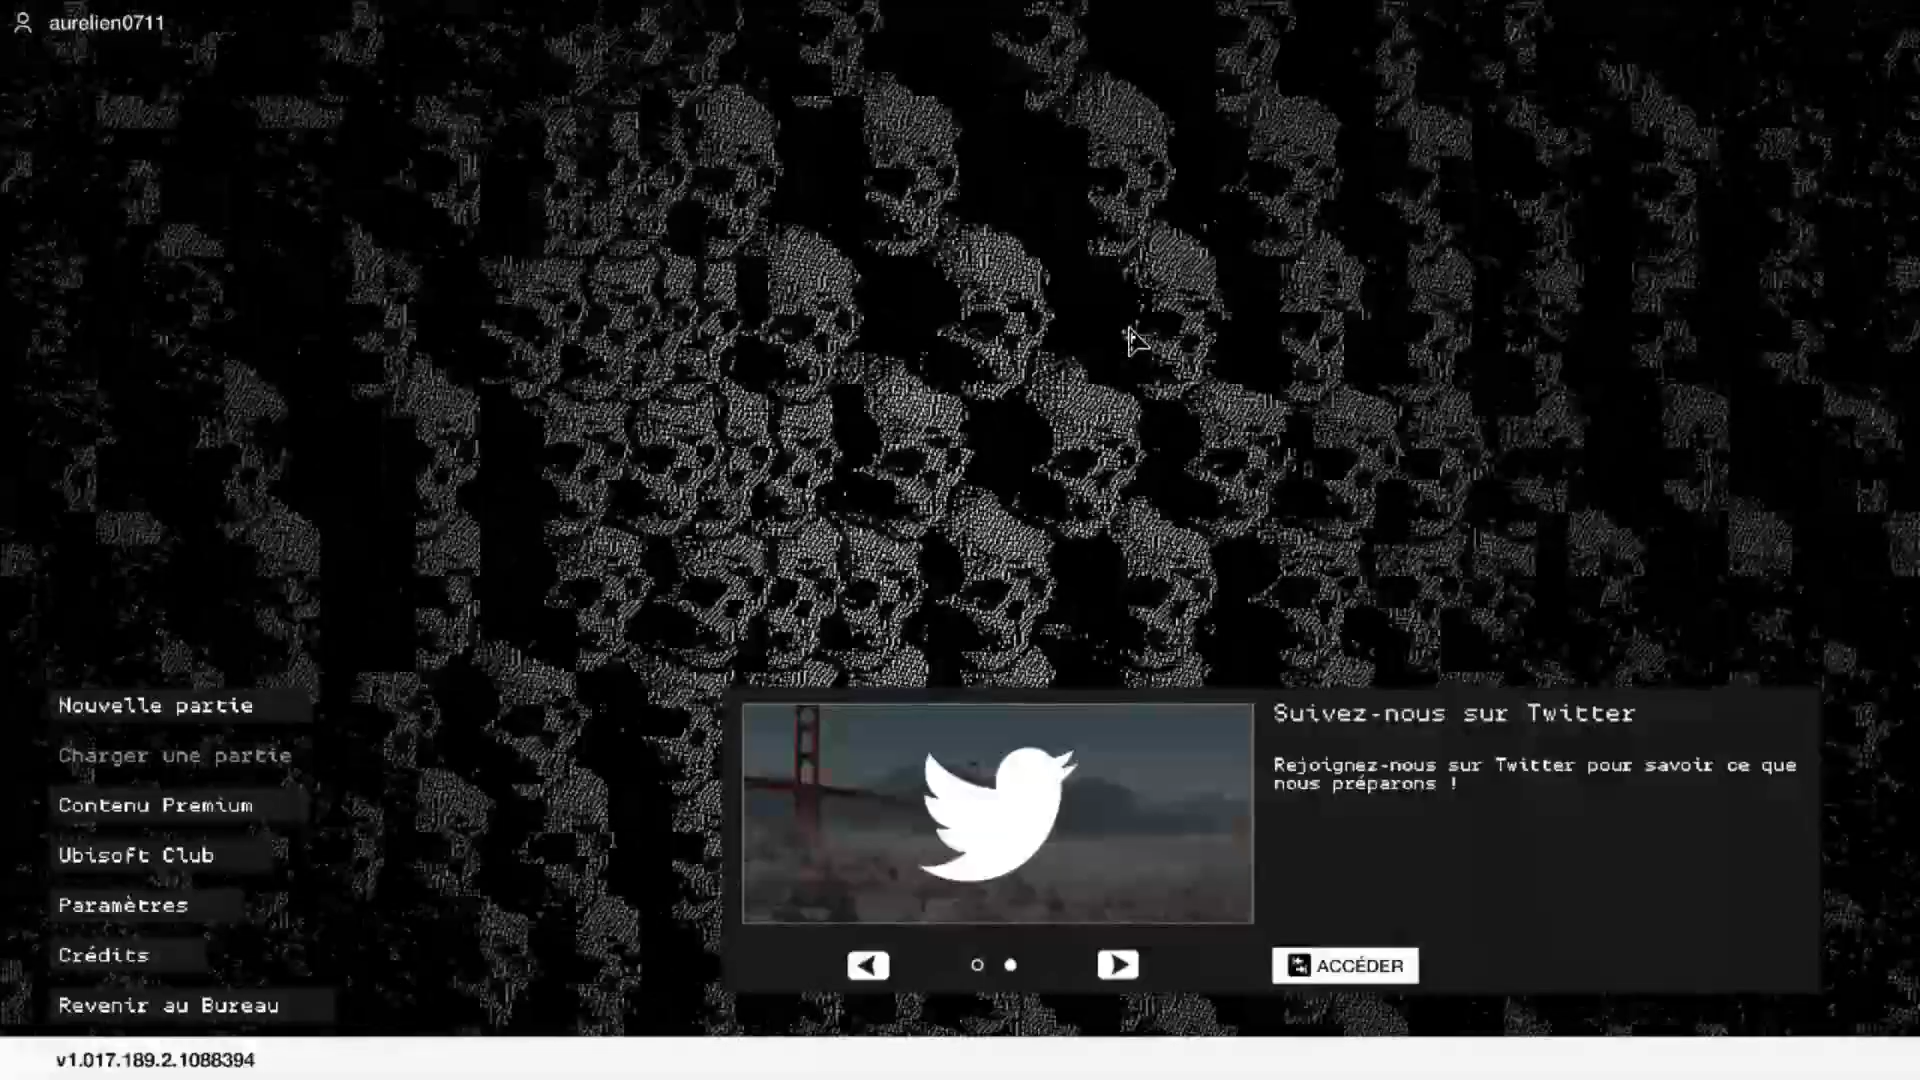 aurelien0711
Nouvelle partie
Charger une partie
Contenu Premium
Ubisoft Club
Paramètres
Crédits
Revenir au Bureau
Suivez-nous sur Twitter
Rejoignez-nous sur Twitter pour savoir ce que
nous préparons !
ACCÉDER
v1.017.189.2.1088394